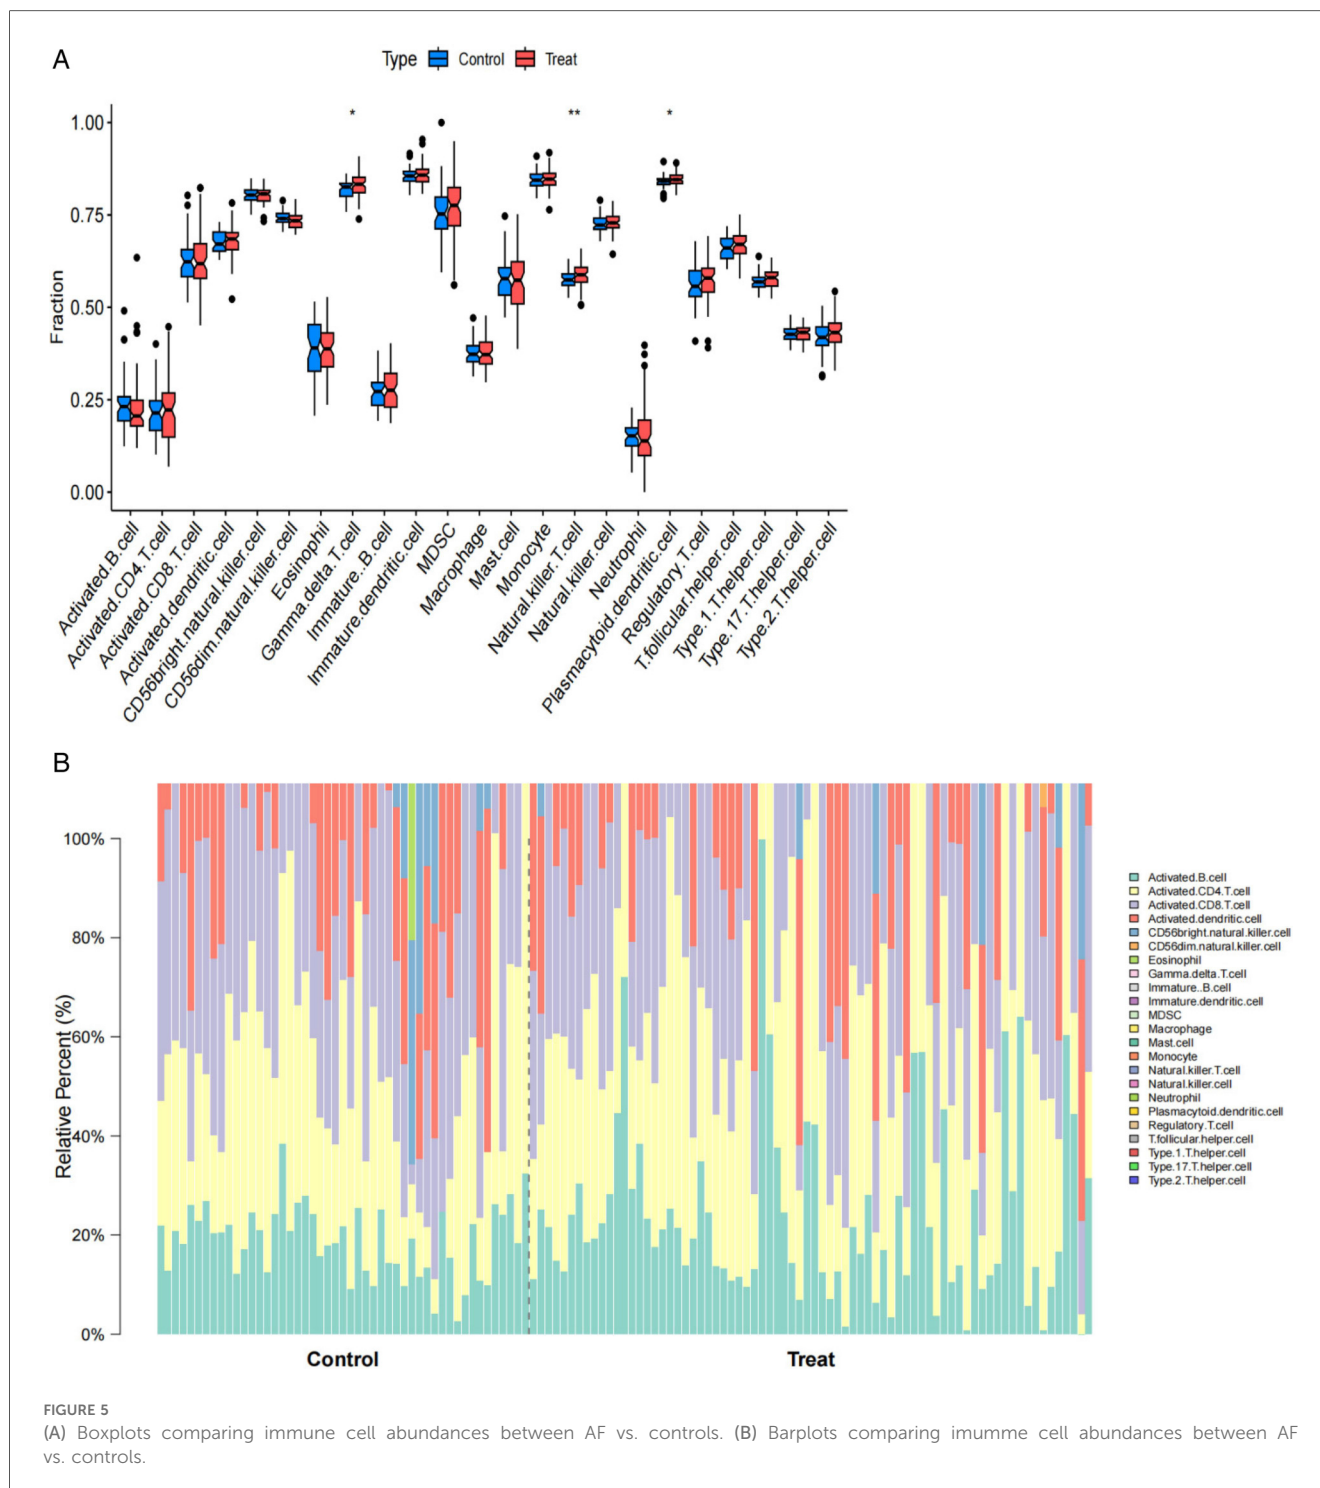 A
Type Control Treat
* ** *
1.00
0.75
0.50
0.25
0.00
Fraction
Activated.B.cell
Activated.CD4.T.cell
Activated.CD8.T.cell
Activated.dendritic.cell
CD56bright.natural.killer.cell
CD56dim.natural.killer.cell
Eosinophil
Gamma.delta.T.cell
Immature..B.cell
Immature.dendritic.cell
MDSC
Macrophage
Mast.cell
Monocyte
Natural.killer.T.cell
Natural.killer.cell
Neutrophil
Plasmacytoid.dendritic.cell
Regulatory.T.cell
T.follicular.helper.cell
Type.1.T.helper.cell
Type.17.T.helper.cell
Type.2.T.helper.cell
B
100%
80%
60%
40%
20%
0%
Relative Percent (%)
Control
Treat
Activated.B.cell
Activated.CD4.T.cell
Activated.CD8.T.cell
Activated.dendritic.cell
CD56bright.natural.killer.cell
CD56dim.natural.killer.cell
Eosinophil
Gamma.delta.T.cell
Immature..B.cell
Immature.dendritic.cell
MDSC
Macrophage
Mast.cell
Monocyte
Natural.killer.T.cell
Natural.killer.cell
Neutrophil
Plasmacytoid.dendritic.cell
Regulatory.T.cell
T.follicular.helper.cell
Type.1.T.helper.cell
Type.17.T.helper.cell
Type.2.T.helper.cell
FIGURE 5
(A) Boxplots comparing immune cell abundances between AF vs. controls. (B) Barplots comparing imumme cell abundances between AF
vs. controls.